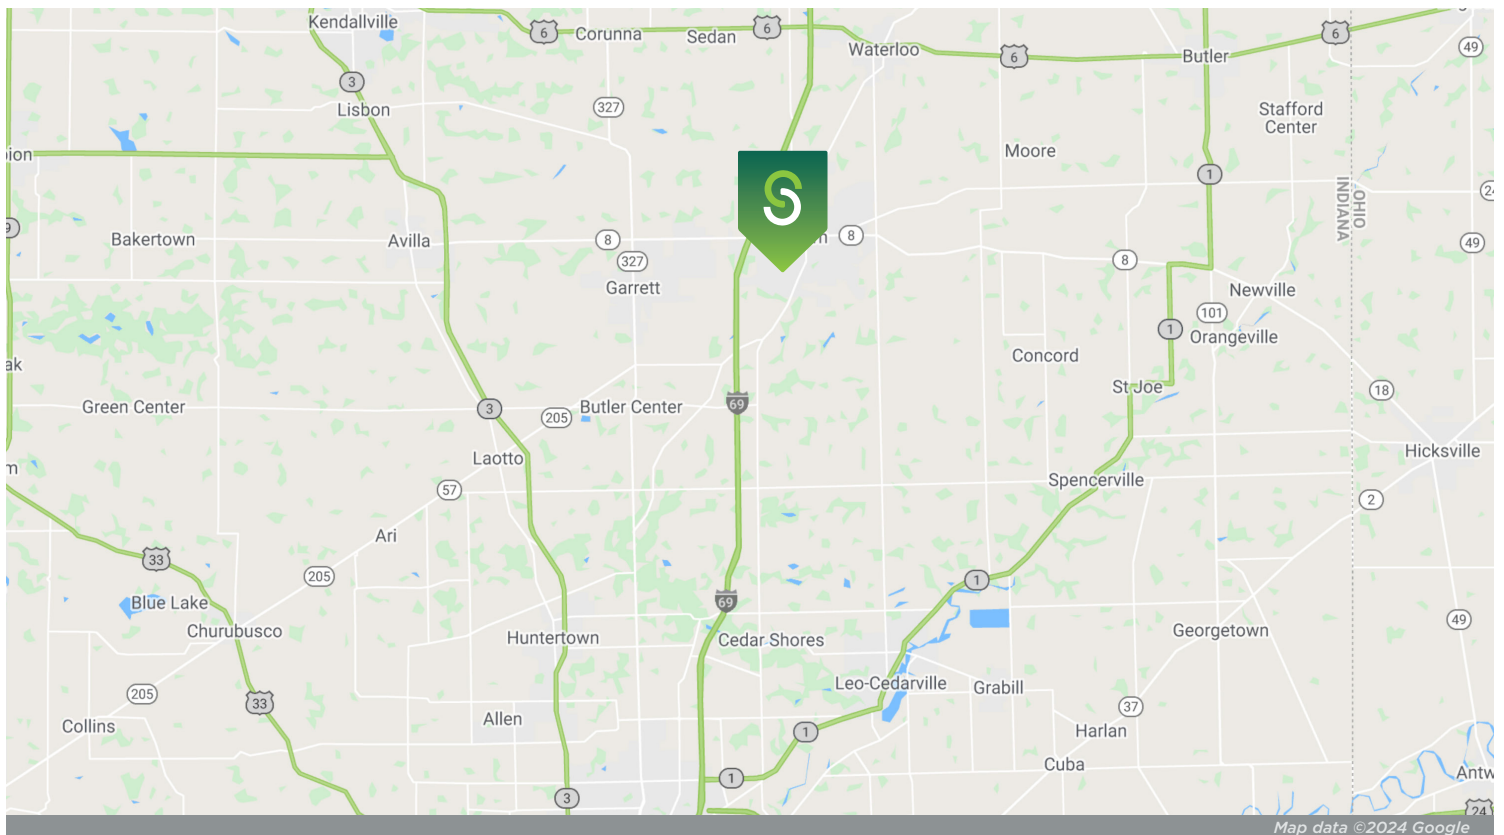 Kendallville
6
Corunna
Sedan
6
Waterloo
6
Butler
6
49
3
Lisbon
327
Stafford
Center
Moore
1
INDIANA
OHIO
Bakertown
Avilla
8
327
Garrett
8
8
49
Newville
101
1
Orangeville
Concord
St Joe
18
Green Center
3
205
Butler Center
69
Hicksville
Laotto
57
Spencerville
2
Ari
33
205
1
Blue Lake
69
Churubusco
Huntertown
Cedar Shores
Georgetown
49
205
33
Leo-Cedarville
Grabill
37
Collins
Allen
1
Harlan
Cuba
1
3
24
Map data ©2024 Google